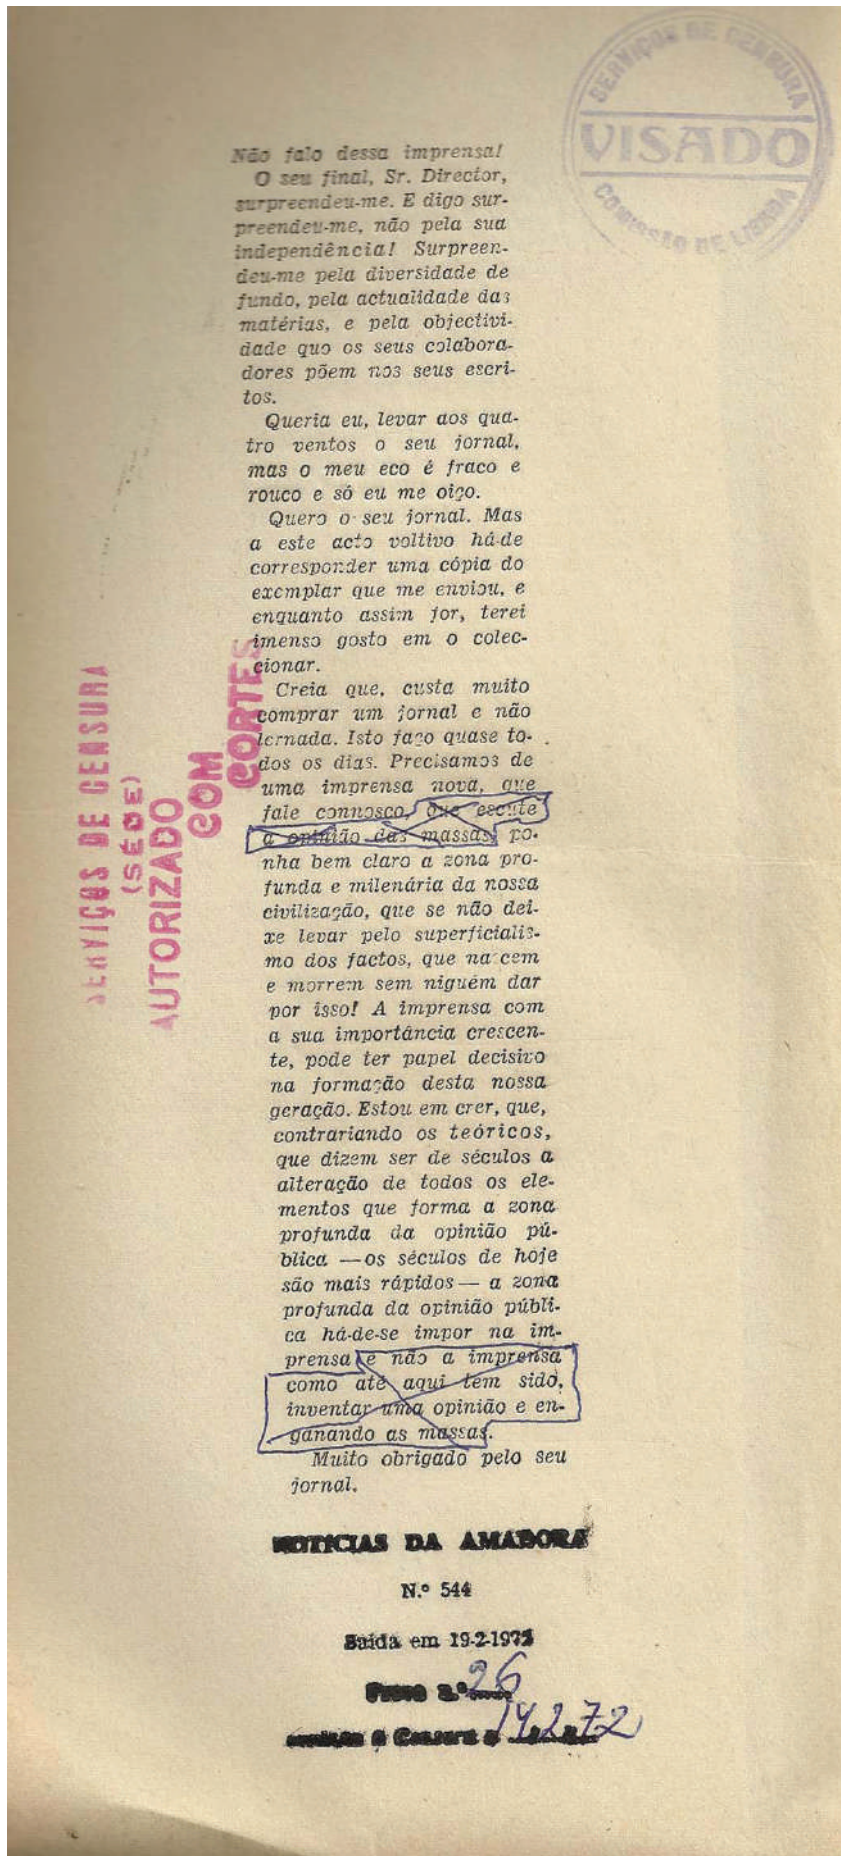 SERVIÇOS DE CENSURA
VISADO
COMISSÃO DE LISBOA
Não falo dessa imprensa!
O seu final, Sr. Director,
surpreendeu-me. E digo sur-
preendeu-me, não pela sua
independência! Surpreen-
deu-me pela diversidade de
fundo, pela actualidade das
matérias, e pela objectivi-
dade quo os seus colabora-
dores põem nos seus escri-
tos.
Queria eu, levar aos qua-
tro ventos o seu jornal,
mas o meu eco é fraco e
rouco e só eu me oiço.
Quero o seu jornal. Mas
a este acto voltivo há-de
corresponder uma cópia do
exemplar que me enviou, e
enquanto assim for, terei
imenso gosto em o colec-
cionar.
Creia que, custa muito
comprar um jornal e não
lernada. Isto faço quase to-
dos os dias. Precisamos de
uma imprensa nova, que
fale connosco, que escute
a opinião das massas, po-
nha bem claro a zona pro-
funda e milenária da nossa
civilização, que se não dei-
xe levar pelo superficialis-
mo dos factos, que nascem
e morrem sem niguém dar
por isso! A imprensa com
a sua importância crescen-
te, pode ter papel decisivo
na formação desta nossa
geração. Estou em crer, que,
contrariando os teóricos,
que dizem ser de séculos a
alteração de todos os ele-
mentos que forma a zona
profunda da opinião pú-
blica —os séculos de hoje
são mais rápidos— a zona
profunda da opinião públi-
ca há-de-se impor na im-
prensa e não a imprensa
como até aqui tem sido,
inventar uma opinião e en-
ganando as massas.
Muito obrigado pelo seu
jornal.
SERVIÇOS DE CENSURA
(SÉDE)
AUTORIZADO
COM
CORTES
NOTICIAS DA AMADORA
N.º 544
Saída em 19-2-1972
Prova n.º 26
Censura 14.2.72